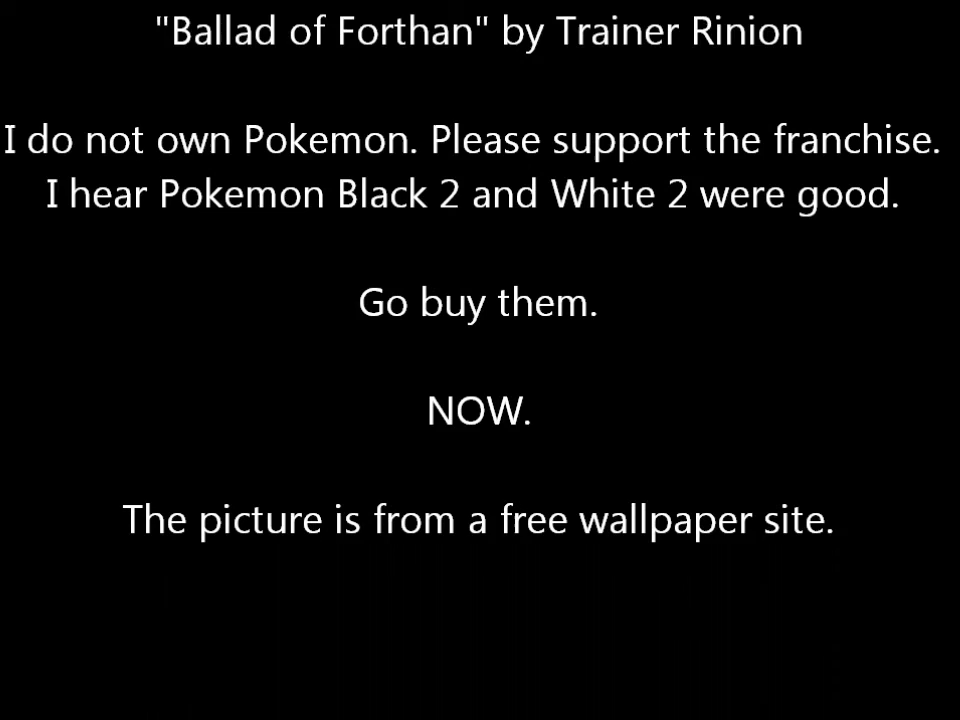 "Ballad of Forthan" by Trainer Rinion
I do not own Pokemon. Please support the franchise.
I hear Pokemon Black 2 and White 2 were good.
Go buy them.
NOW.
The picture is from a free wallpaper site.